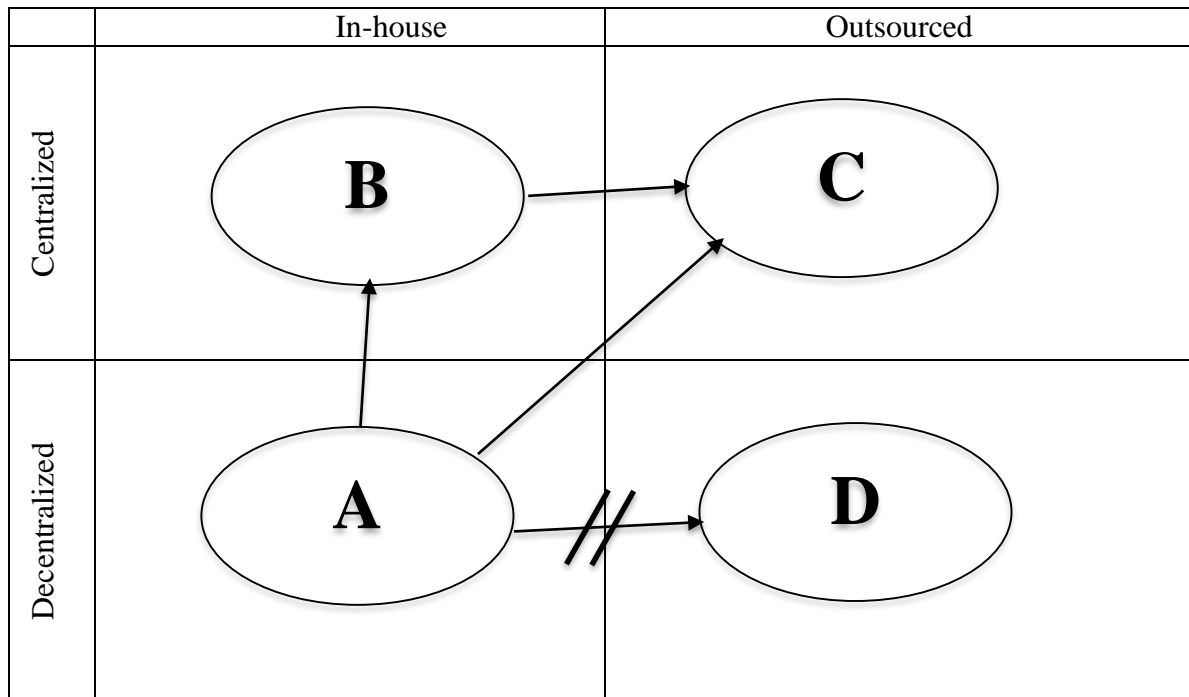 In-house
Outsourced
Centralized
B
C
Decentralized
A
D